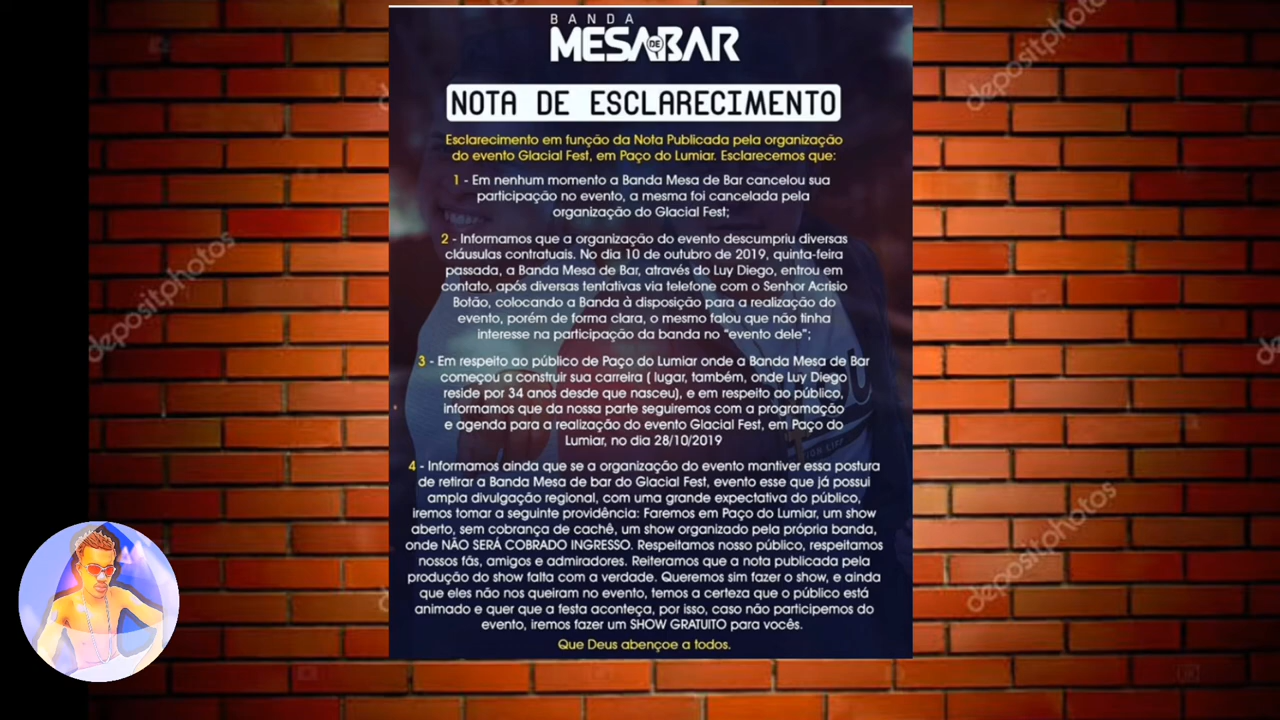 BANDA
MESA DE BAR
NOTA DE ESCLARECIMENTO
Esclarecimento em função da Nota Publicada pela organização
do evento Glacial Fest, em Paço do Lumiar. Esclarecemos que:
1 - Em nenhum momento a Banda Mesa de Bar cancelou sua
participação no evento, a mesma foi cancelada pela
organização do Glacial Fest;
2 - Informamos que a organização do evento descumpriu diversas
cláusulas contratuais. No dia 10 de outubro de 2019, quinta-feira
passada, a Banda Mesa de Bar, através do Luy Diego, entrou em
contato, após diversas tentativas via telefone com o Senhor Acrisio
Botão, colocando a Banda à disposição para a realização do
evento, porém de forma clara, o mesmo falou que não tinha
interesse na participação da banda no "evento dele";
3 - Em respeito ao público de Paço do Lumiar onde a Banda Mesa de Bar
começou a construir sua carreira ( lugar, também, onde Luy Diego
reside por 34 anos desde que nasceu), e em respeito ao público,
informamos que da nossa parte seguiremos com a programação
e agenda para a realização do evento Glacial Fest, em Paço do
Lumiar, no dia 28/10/2019
4 - Informamos ainda que se a organização do evento mantiver essa postura
de retirar a Banda Mesa de bar do Glacial Fest, evento esse que já possui
ampla divulgação regional, com uma grande expectativa do público,
iremos tomar a seguinte providência: Faremos em Paço do Lumiar, um show
aberto, sem cobrança de cachê, um show organizado pela própria banda,
onde NÃO SERÁ COBRADO INGRESSO. Respeitamos nosso público, respeitamos
nossos fãs, amigos e admiradores. Reiteramos que a nota publicada pela
produção do show falta com a verdade. Queremos sim fazer o show, e ainda
que eles não nos queiram no evento, temos a certeza que o público está
animado e quer que a festa aconteça, por isso, caso não participemos do
evento, iremos fazer um SHOW GRATUITO para vocês.
Que Deus abençoe a todos.
depositphotos
depositphotos
depositphotos